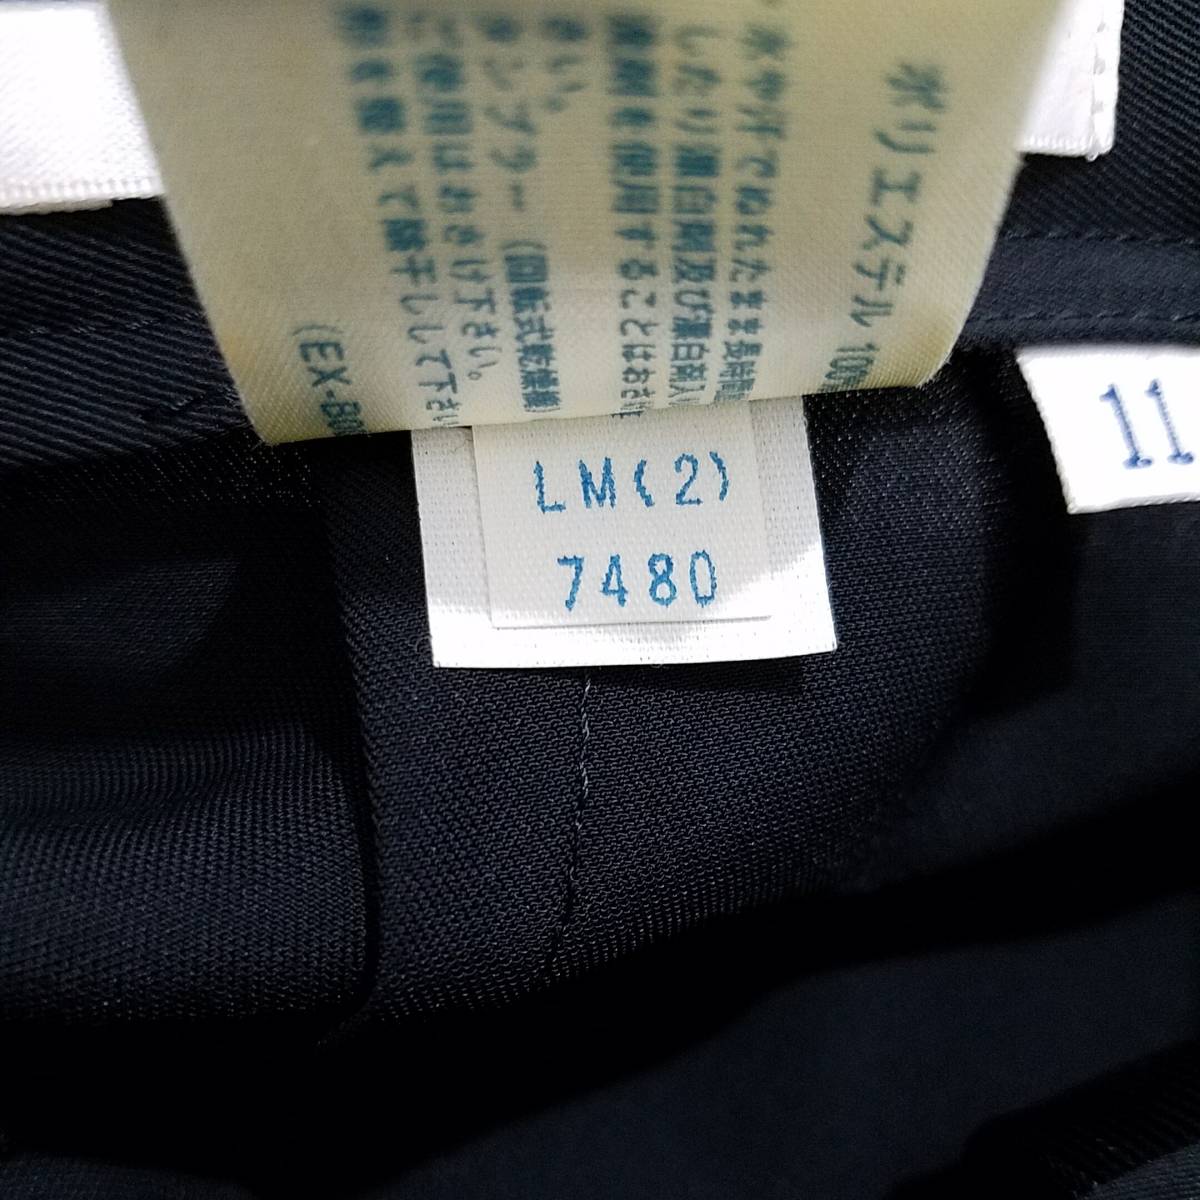 ポリエステル 100%
水や汗でぬれたまま長時間
したり漂白剤及び漂白剤入
漂白剤を使用することはおさけ
さい。
タンブラー(回転式乾燥機)
ご使用はおさけ下さい。
形を整えて陰干しして下さい
(EX-B
LM(2)
7480
11